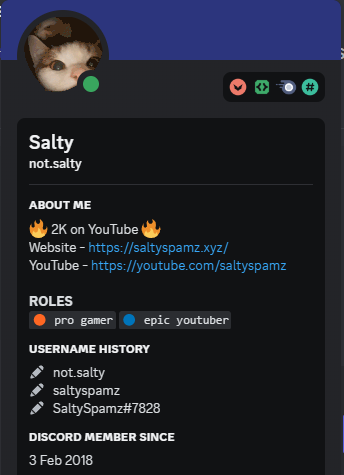 Salty
not.salty
ABOUT ME
🔥 2K on YouTube 🔥
Website - https://saltyspamz.xyz/
YouTube - https://youtube.com/saltyspamz
ROLES
pro gamer epic youtuber
USERNAME HISTORY
not.salty
saltyspamz
SaltySpamz#7828
DISCORD MEMBER SINCE
3 Feb 2018